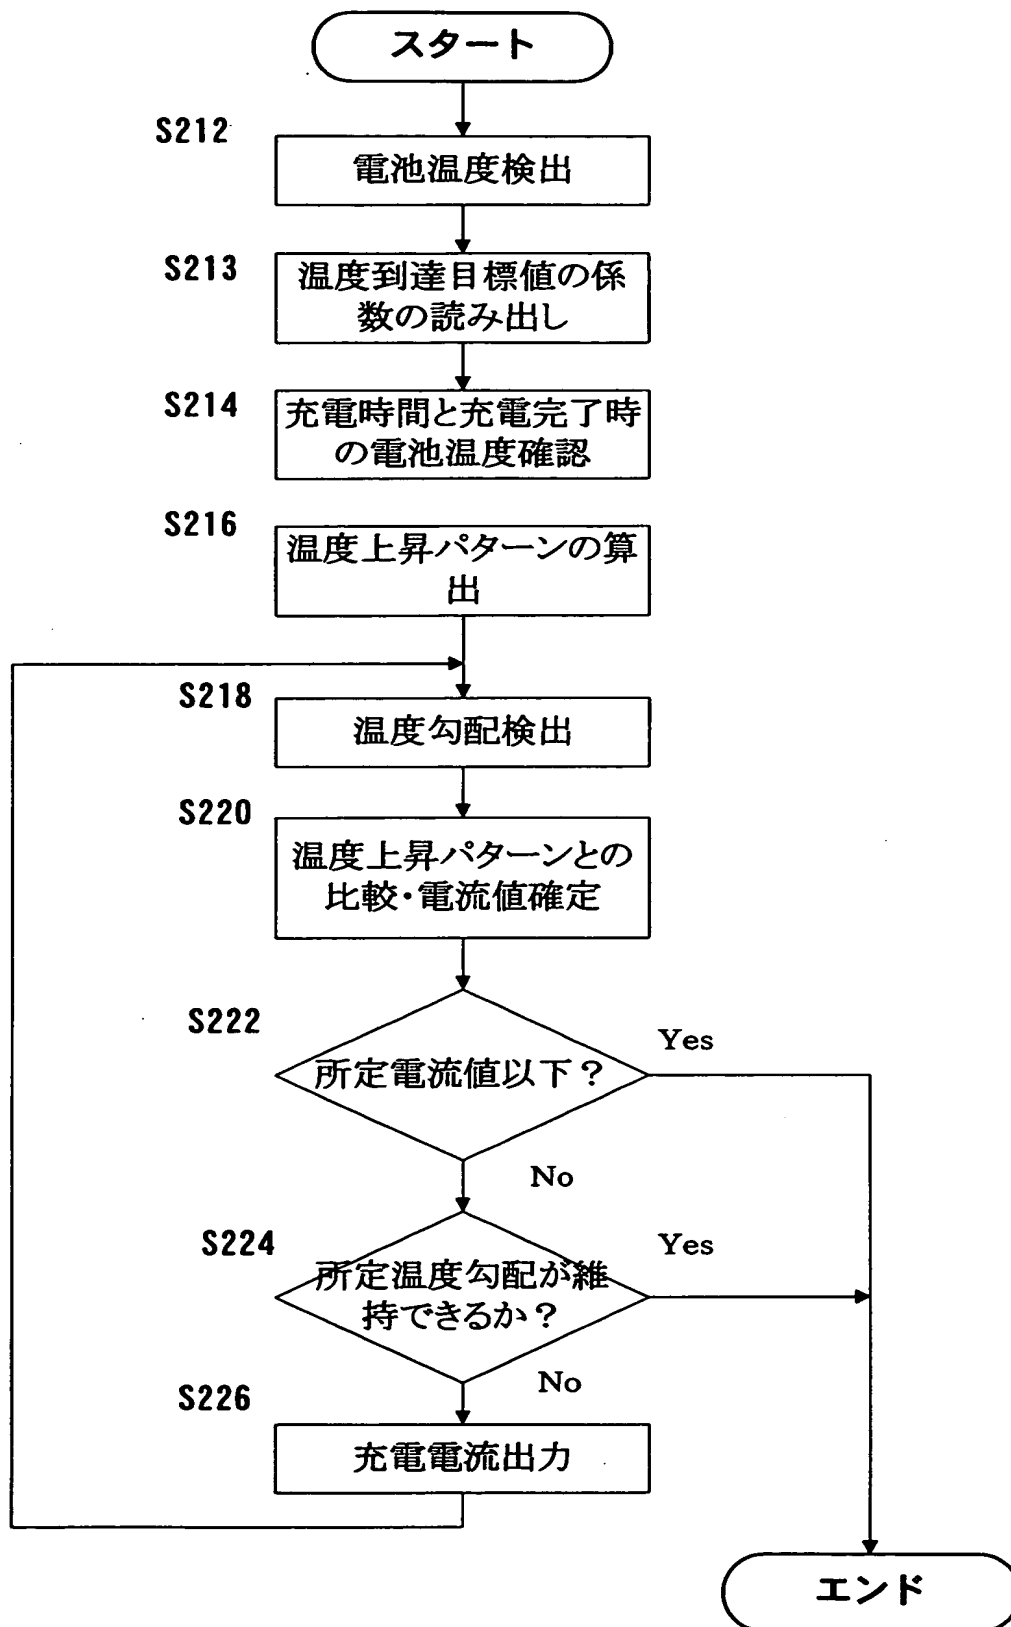 スタート
S212
電池温度検出
S213
温度到達目標値の係
数の読み出し
S214
充電時間と充電完了時
の電池温度確認
S216
温度上昇パターンの算
出
S218
温度勾配検出
S220
温度上昇パターンとの
比較・電流値確定
S222
所定電流値以下？
Yes
No
S224
所定温度勾配が維
持できるか？
Yes
No
S226
充電電流出力
エンド